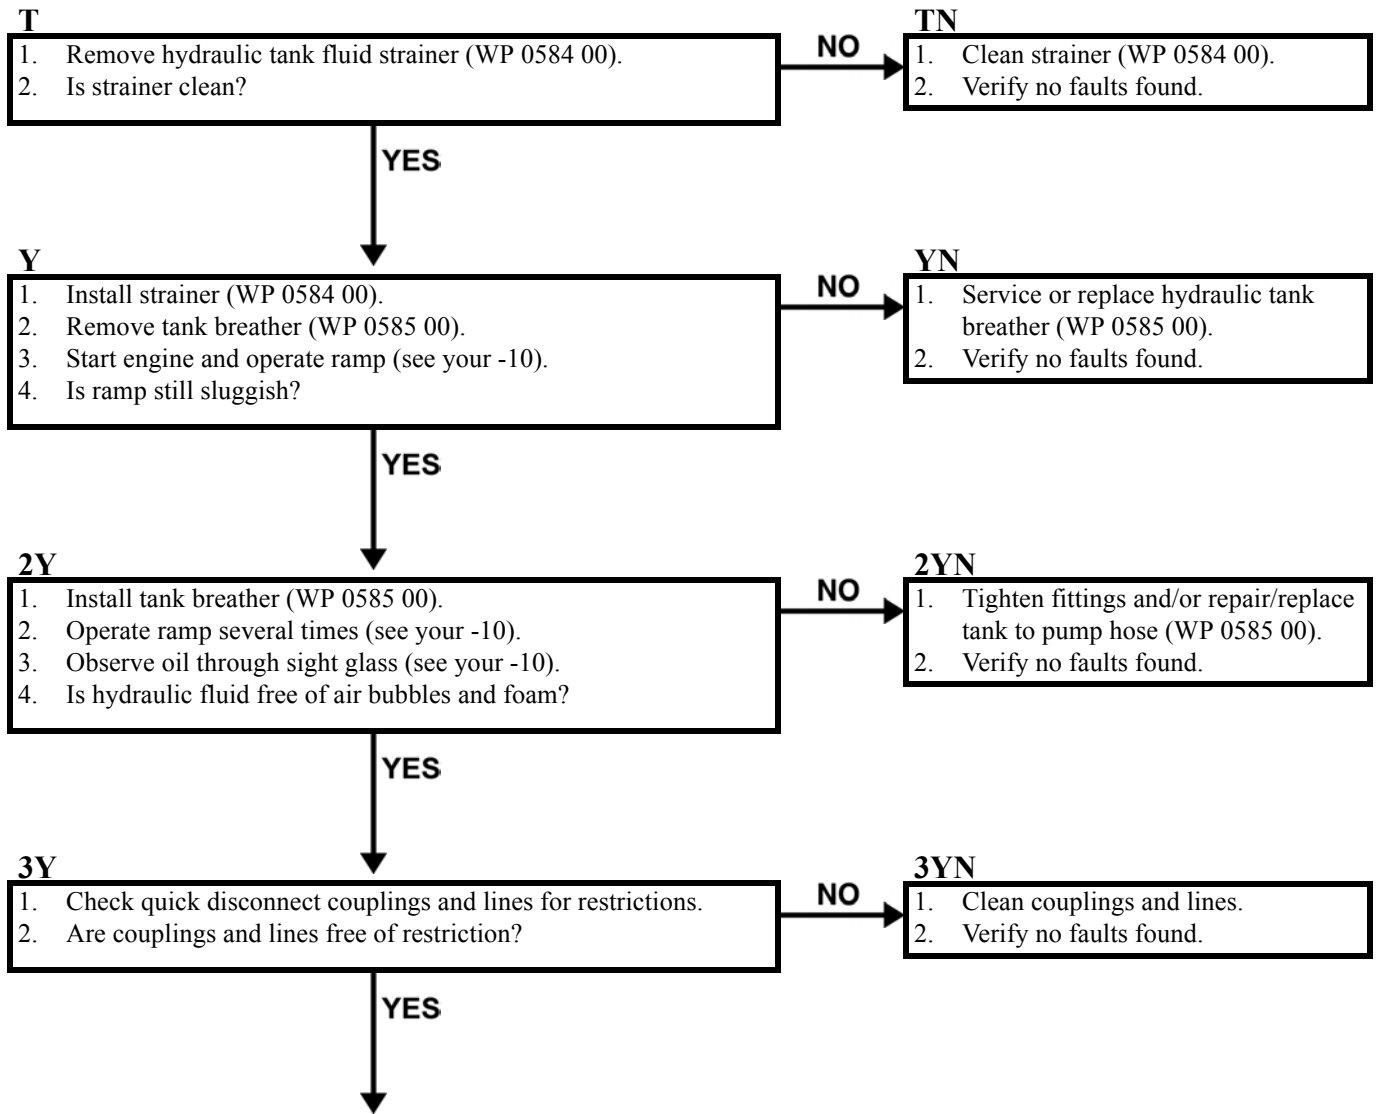 T
1. Remove hydraulic tank fluid strainer (WP 0584 00).
2. Is strainer clean?
NO
TN
1. Clean strainer (WP 0584 00).
2. Verify no faults found.
YES
Y
1. Install strainer (WP 0584 00).
2. Remove tank breather (WP 0585 00).
3. Start engine and operate ramp (see your -10).
4. Is ramp still sluggish?
NO
YN
1. Service or replace hydraulic tank
breather (WP 0585 00).
2. Verify no faults found.
YES
2Y
1. Install tank breather (WP 0585 00).
2. Operate ramp several times (see your -10).
3. Observe oil through sight glass (see your -10).
4. Is hydraulic fluid free of air bubbles and foam?
NO
2YN
1. Tighten fittings and/or repair/replace
tank to pump hose (WP 0585 00).
2. Verify no faults found.
YES
3Y
1. Check quick disconnect couplings and lines for restrictions.
2. Are couplings and lines free of restriction?
NO
3YN
1. Clean couplings and lines.
2. Verify no faults found.
YES